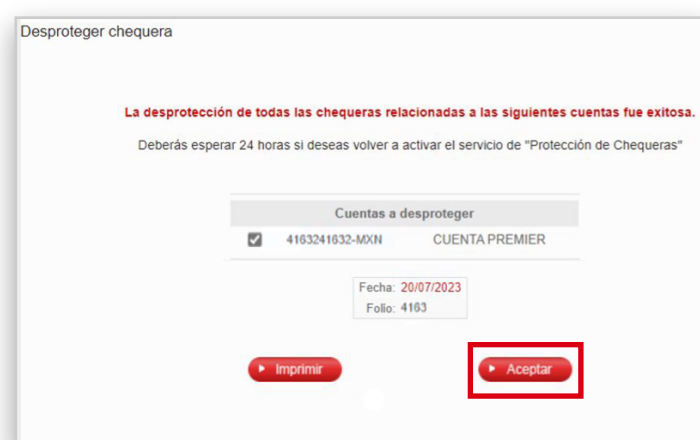 Desproteger chequera
La desprotección de todas las chequeras relacionadas a las siguientes cuentas fue exitosa.
Deberás esperar 24 horas si deseas volver a activar el servicio de "Protección de Chequeras"
Cuentas a desproteger
4163241632-MXN CUENTA PREMIER
Fecha: 20/07/2023
Folio: 4163
Imprimir Aceptar